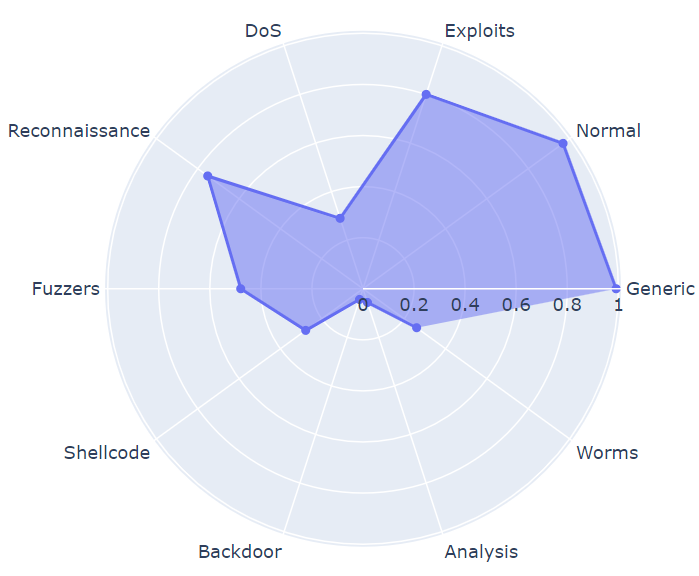 DoS
Exploits
Reconnaissance
Normal
Fuzzers
Generic
0 0.2 0.4 0.6 0.8 1
Shellcode
Worms
Backdoor
Analysis